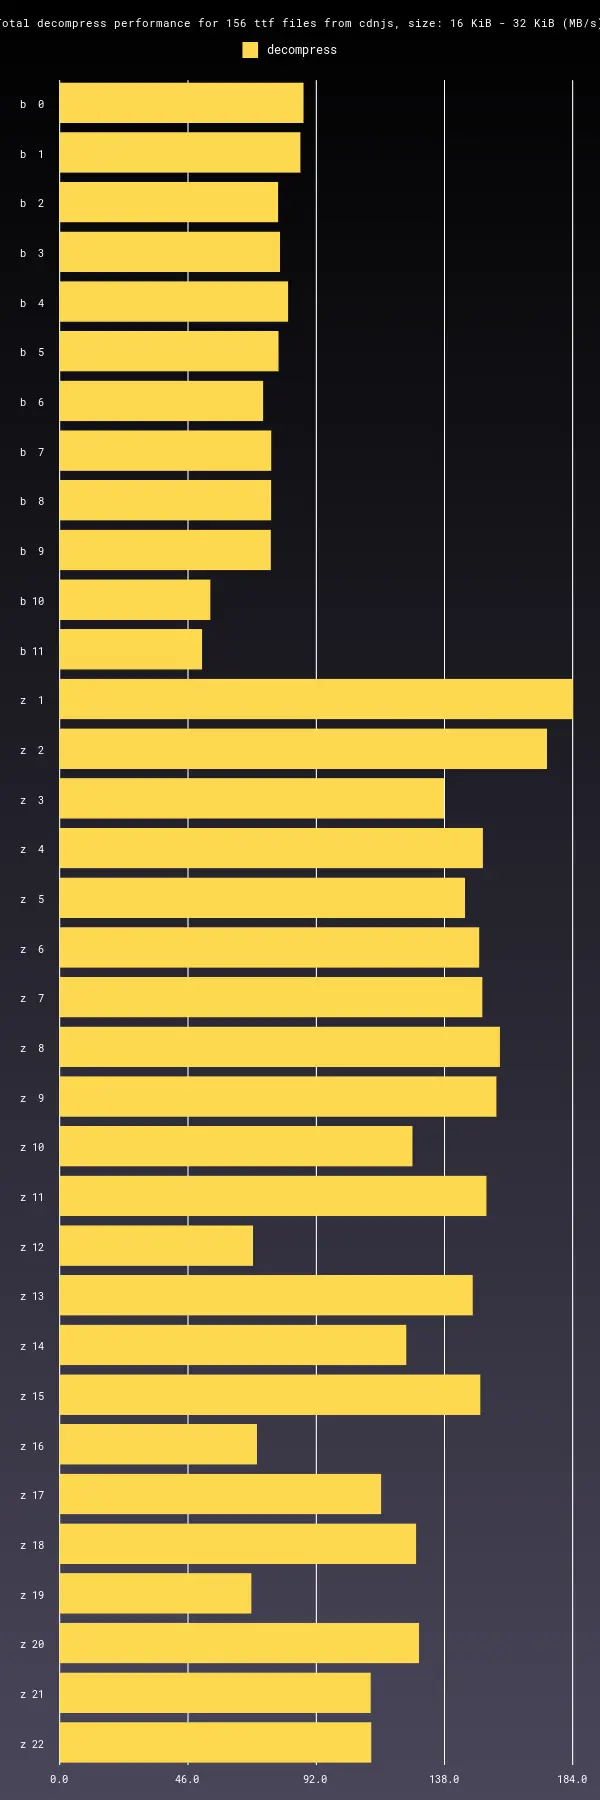 otal decompress performance for 156 ttf files from cdnjs, size: 16 KiB - 32 KiB (MB/s)
decompress
b 0
b 1
b 2
b 3
b 4
b 5
b 6
b 7
b 8
b 9
b 10
b 11
z 1
z 2
z 3
z 4
z 5
z 6
z 7
z 8
z 9
z 10
z 11
z 12
z 13
z 14
z 15
z 16
z 17
z 18
z 19
z 20
z 21
z 22
0.0 46.0 92.0 138.0 184.0